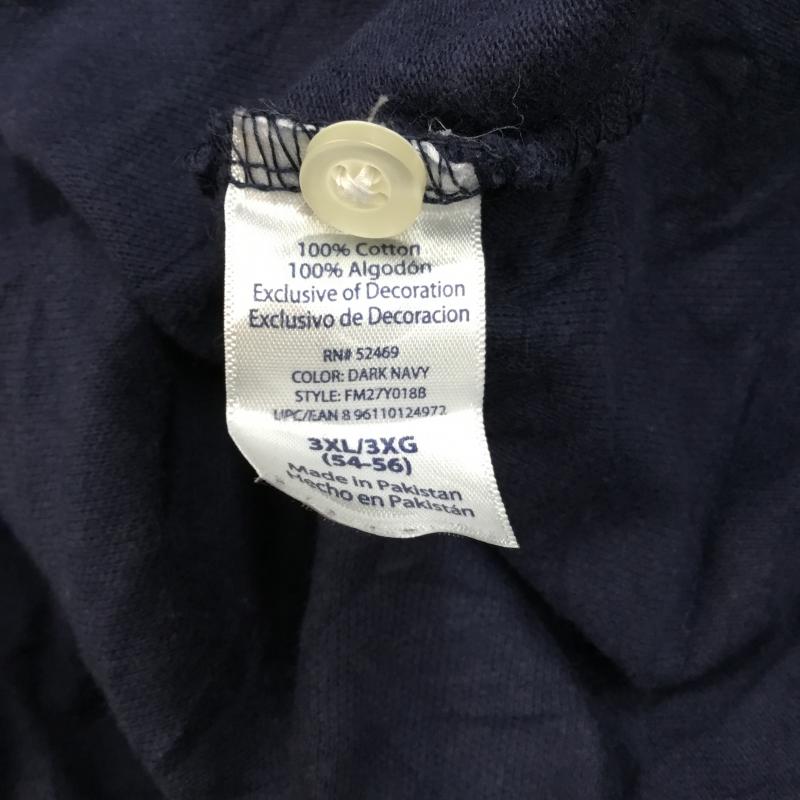 100% Cotton
100% Algodón
Exclusive of Decoration
Exclusivo de Decoracion
RN# 52469
COLOR: DARK NAVY
STYLE: FM27Y018B
UPC/EAN 8 96110124972
3XL/3XG
(54-56)
Made in Pakistan
Hecho en Pakistán